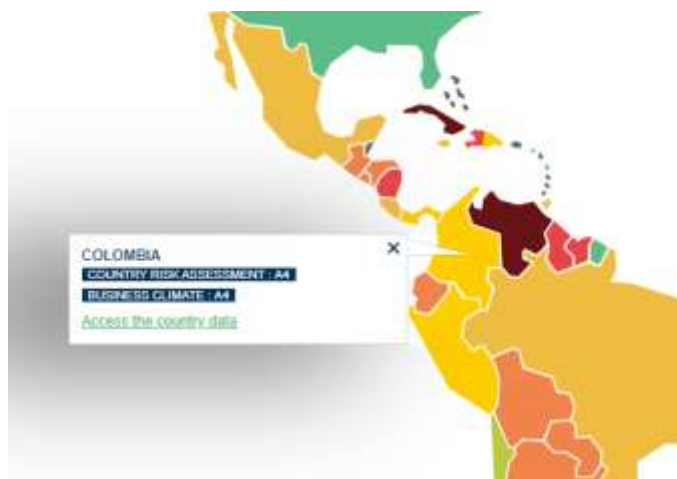 COLOMBIA
COUNTRY RISK ASSESSMENT : A4
BUSINESS CLIMATE : A4
Access the country data